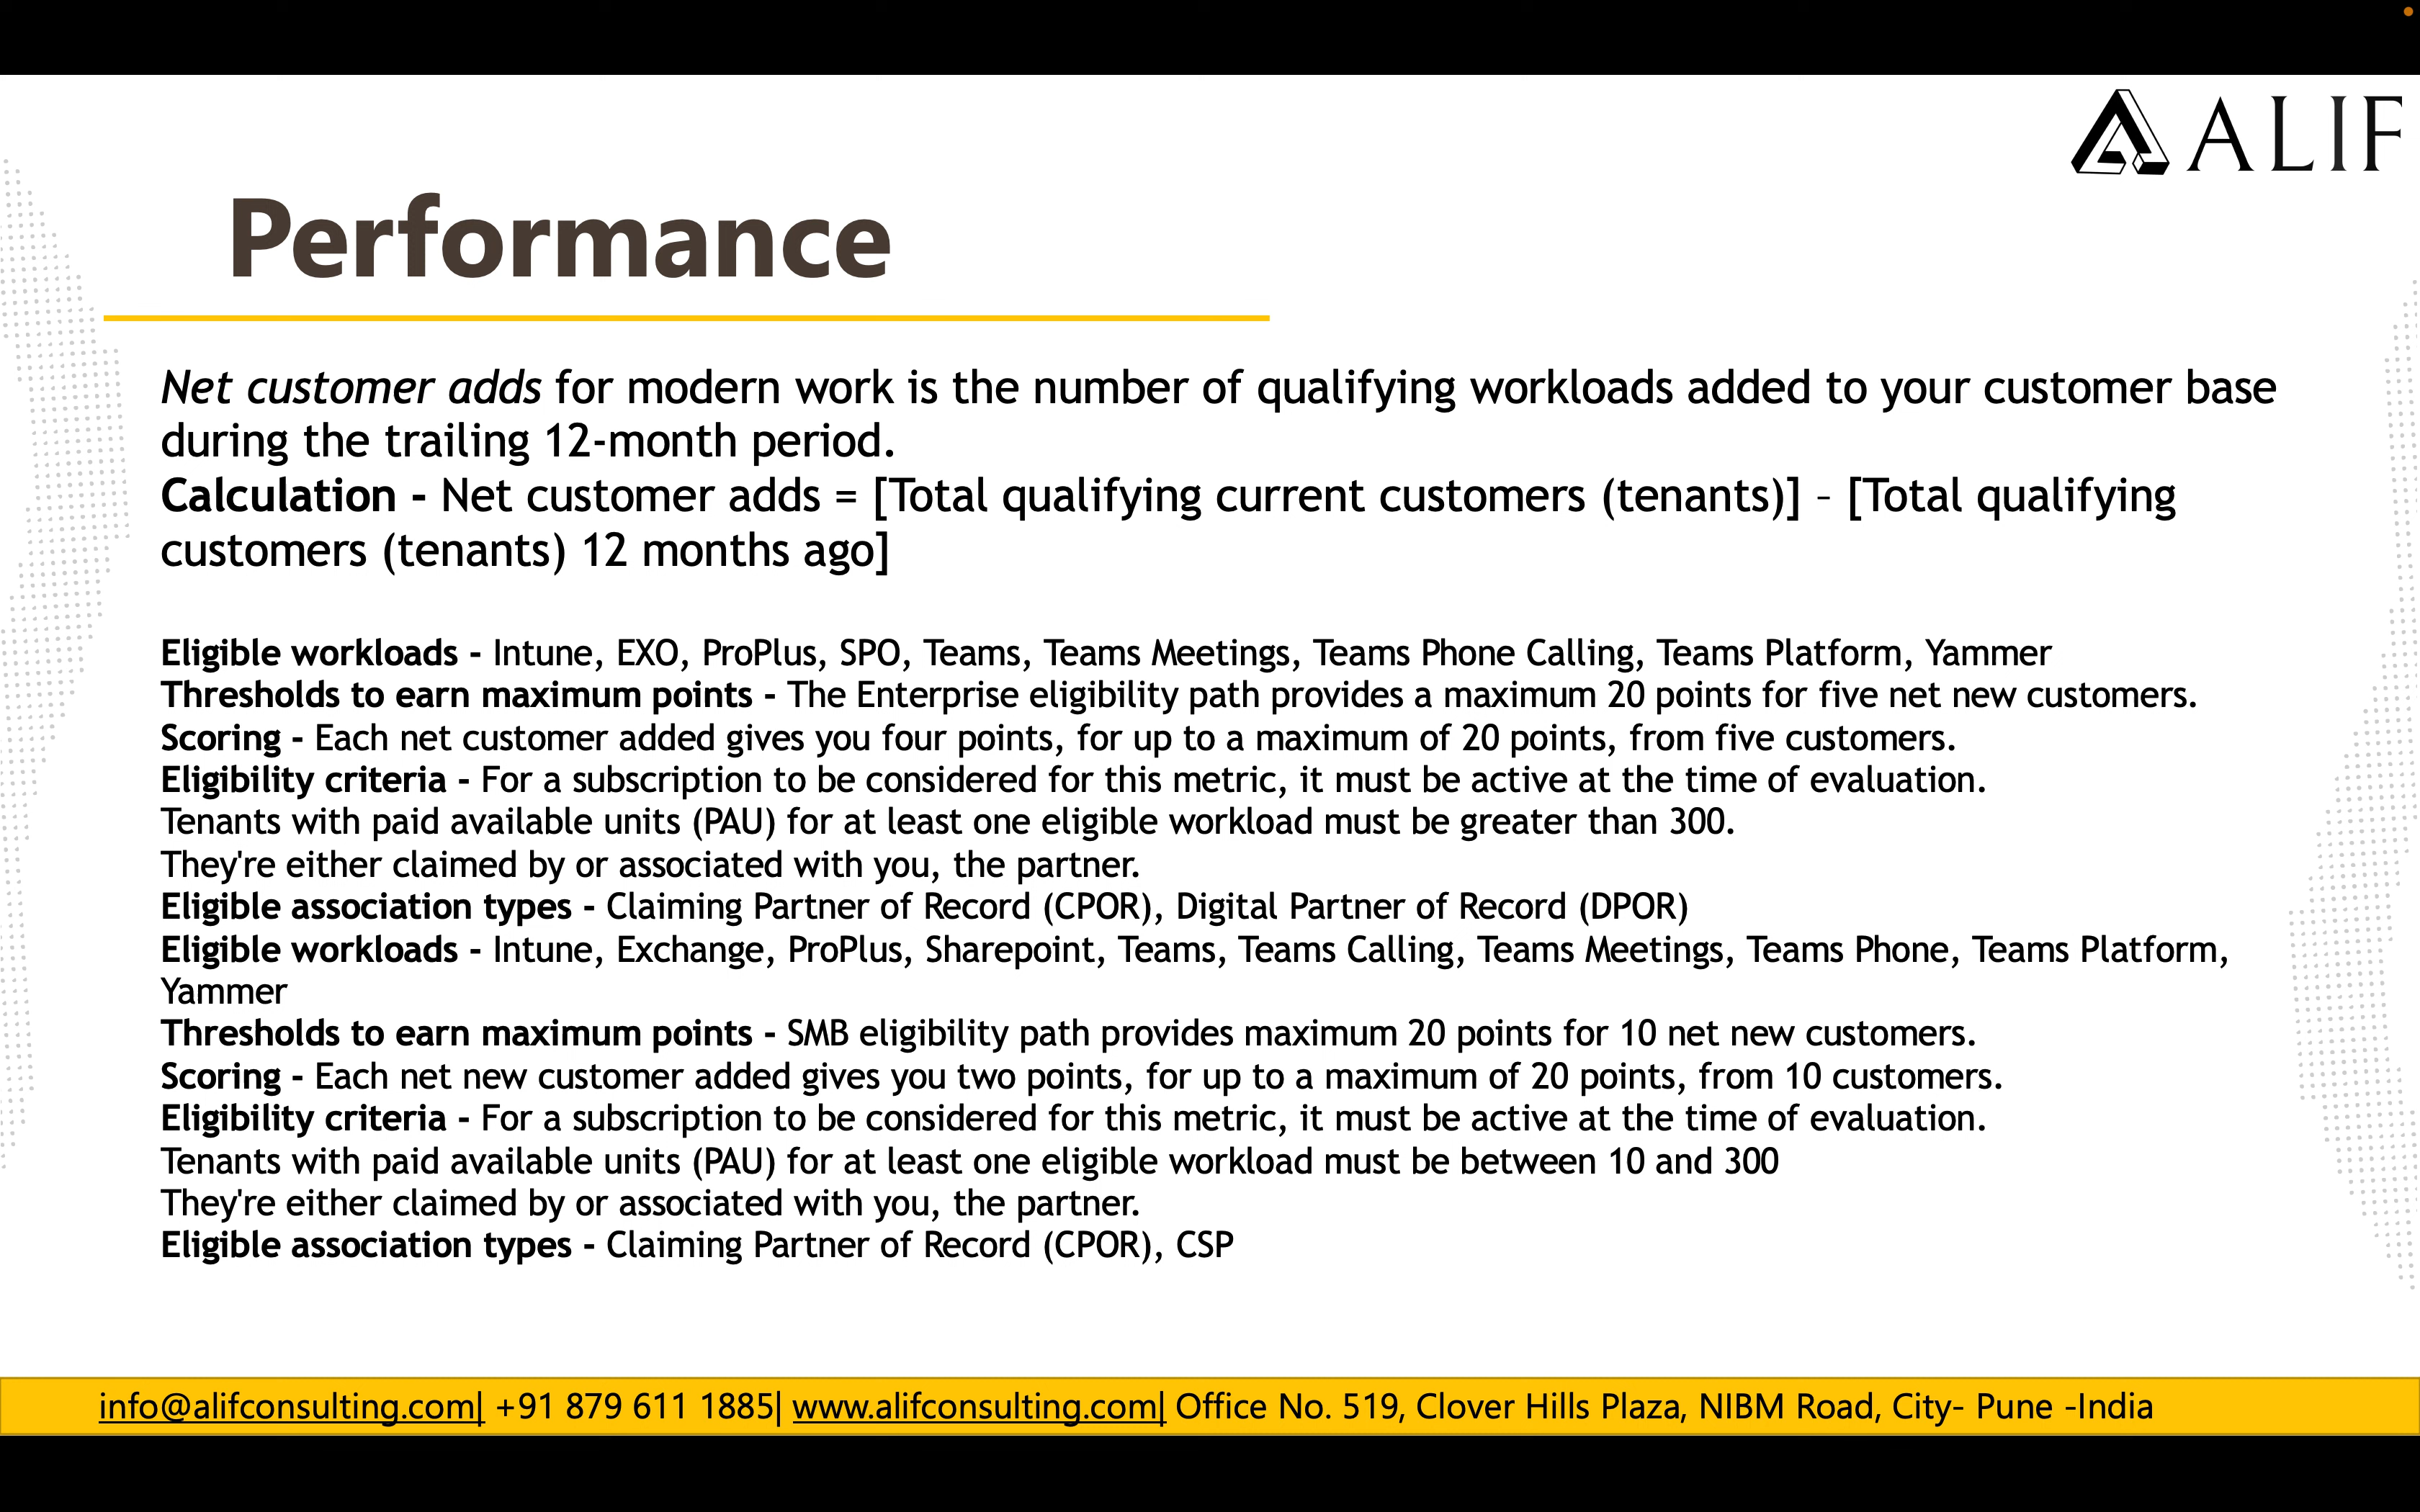 ALIF
Performance
Net customer adds for modern work is the number of qualifying workloads added to your customer base
during the trailing 12-month period.
Calculation - Net customer adds = [Total qualifying current customers (tenants)] – [Total qualifying
customers (tenants) 12 months ago]
Eligible workloads - Intune, EXO, ProPlus, SPO, Teams, Teams Meetings, Teams Phone Calling, Teams Platform, Yammer
Thresholds to earn maximum points - The Enterprise eligibility path provides a maximum 20 points for five net new customers.
Scoring - Each net customer added gives you four points, for up to a maximum of 20 points, from five customers.
Eligibility criteria - For a subscription to be considered for this metric, it must be active at the time of evaluation.
Tenants with paid available units (PAU) for at least one eligible workload must be greater than 300.
They're either claimed by or associated with you, the partner.
Eligible association types - Claiming Partner of Record (CPOR), Digital Partner of Record (DPOR)
Eligible workloads - Intune, Exchange, ProPlus, Sharepoint, Teams, Teams Calling, Teams Meetings, Teams Phone, Teams Platform,
Yammer
Thresholds to earn maximum points - SMB eligibility path provides maximum 20 points for 10 net new customers.
Scoring - Each net new customer added gives you two points, for up to a maximum of 20 points, from 10 customers.
Eligibility criteria - For a subscription to be considered for this metric, it must be active at the time of evaluation.
Tenants with paid available units (PAU) for at least one eligible workload must be between 10 and 300
They're either claimed by or associated with you, the partner.
Eligible association types - Claiming Partner of Record (CPOR), CSP
info@alifconsulting.com| +91 879 611 1885| www.alifconsulting.com| Office No. 519, Clover Hills Plaza, NIBM Road, City- Pune -India